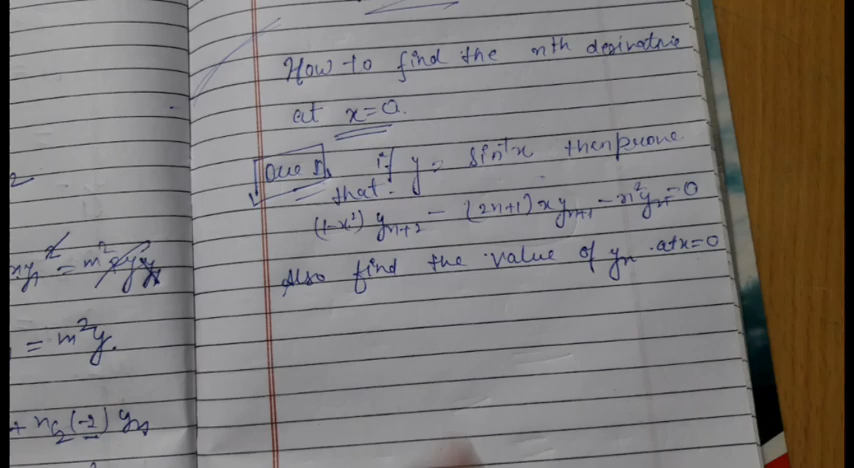 How to find the nth derivative
at x=0.
Que 1. if y = sin⁻¹x then prove
that.
(1-x²) yₙ₊₂ - (2n+1) x yₙ₊₁ - n² yₙ = 0
Also find the value of yₙ at x=0
= m²y.
+ nc₂ (-2) yₙ